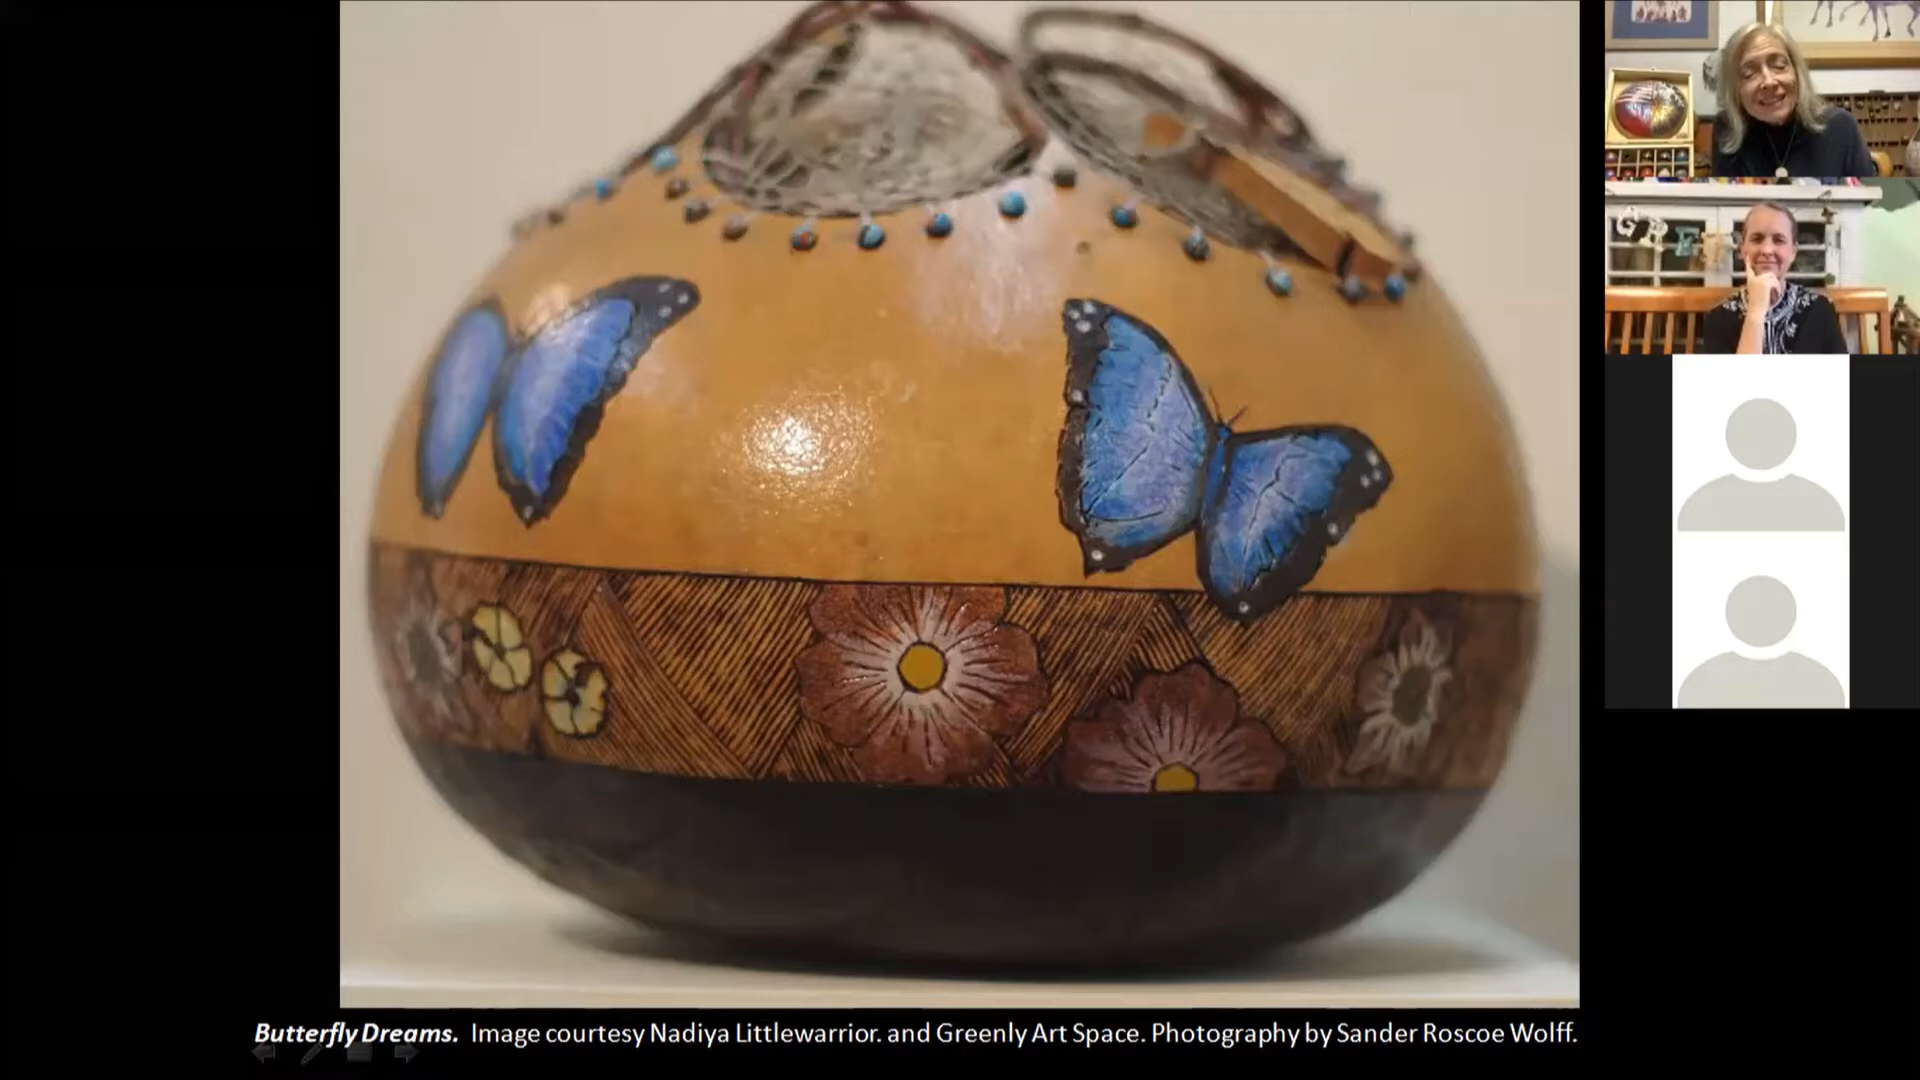 Butterfly Dreams. Image courtesy Nadiya Littlewarrior. and Greenly Art Space. Photography by Sander Roscoe Wolff.